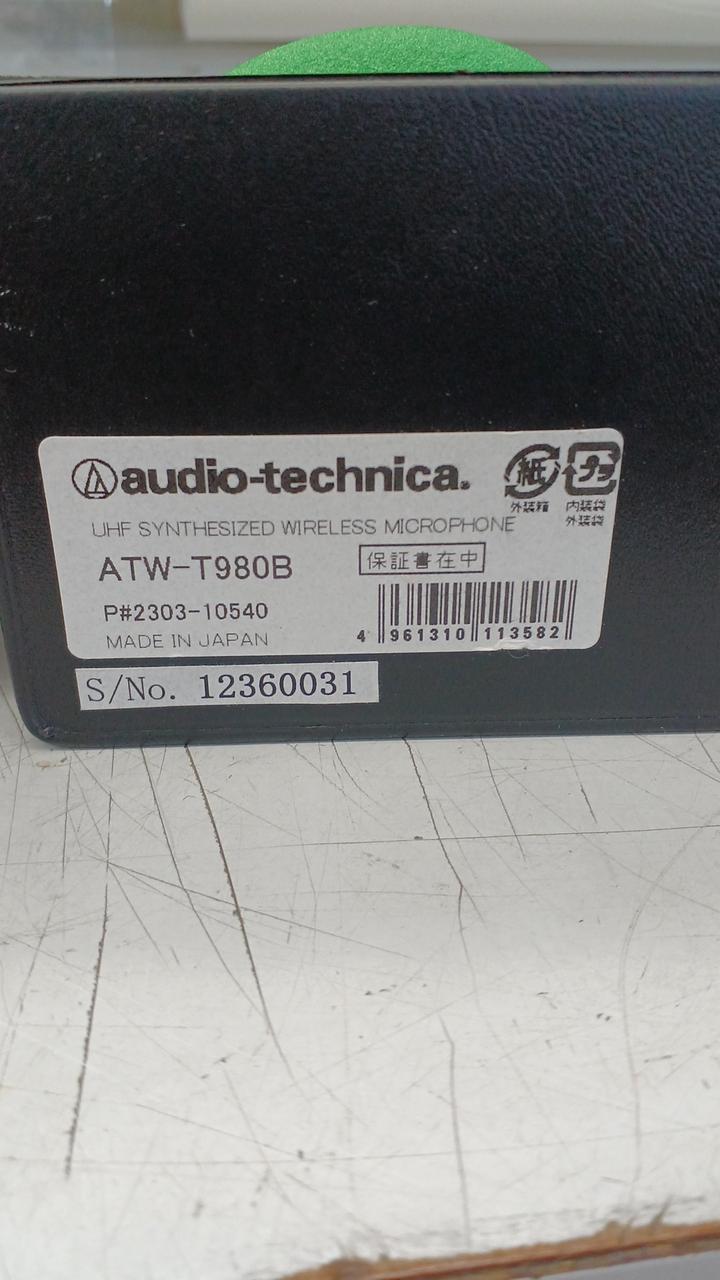 audio-technica.
紙
プラ
外装箱
内装袋
外装袋
UHF SYNTHESIZED WIRELESS MICROPHONE
ATW-T980B
保証書在中
P#2303-10540
MADE IN JAPAN
4 961310 113582
S/No. 12360031